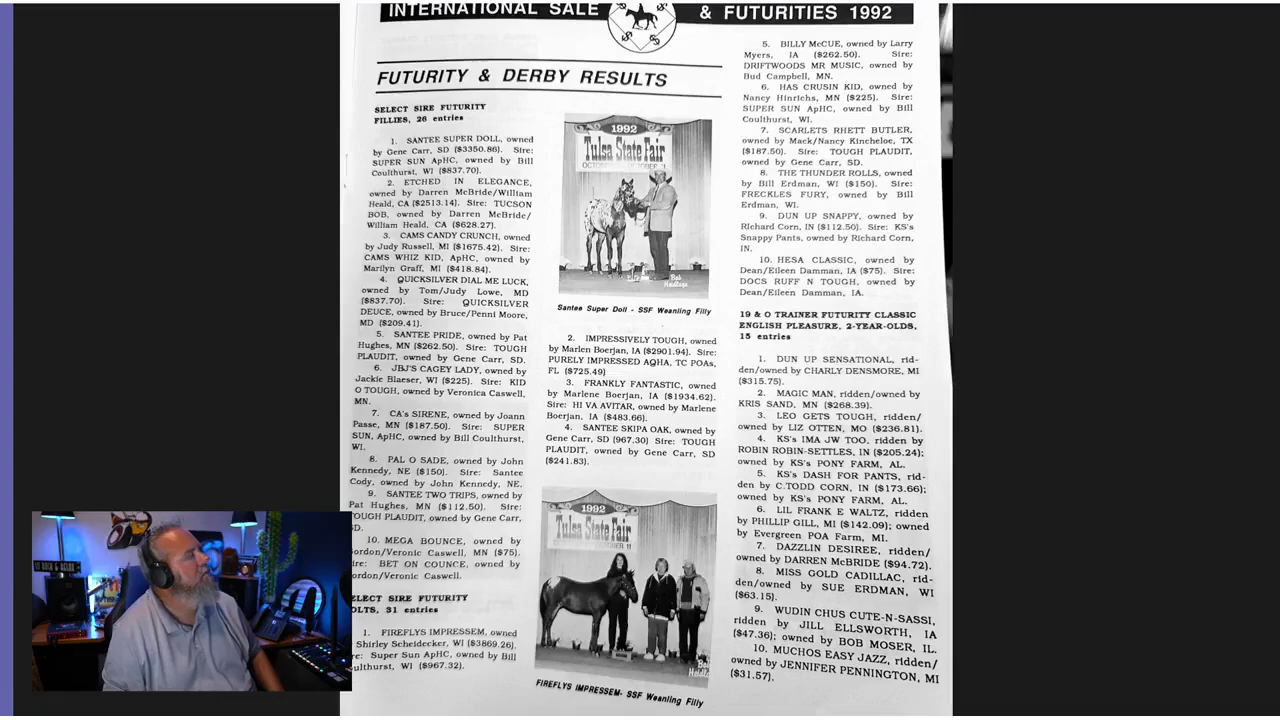 INTERNATIONAL SALE & FUTURITIES 1992
FUTURITY & DERBY RESULTS
SELECT SIRE FUTURITY
FILLIES, 26 entries
1. SANTEE SUPER DOLL, owned
by Gene Carr, SD ($3350.86). Sire:
SUPER SUN ApHC, owned by Bill
Coulthurst, WI ($837.70).
2. ETCHED IN ELEGANCE,
owned by Darren McBride/William
Heald, CA ($2513.14). Sire: TUCSON
BOB, owned by Darren McBride/
William Heald, CA ($628.27).
3. CAMS CANDY CRUNCH, owned
by Judy Russell, MI ($1675.42). Sire:
CAMS WHIZ KID, ApHC, owned by
Marilyn Graff, MI ($418.84).
4. QUICKSILVER DIAL ME LUCK,
owned by Tom/Judy Lowe, MD
($837.70). Sire: QUICKSILVER
DEUCE, owned by Bruce/Penni Moore,
MD ($209.41).
5. SANTEE PRIDE, owned by Pat
Hughes, MN ($262.50). Sire: TOUGH
PLAUDIT, owned by Gene Carr, SD.
6. JBJ'S CAGEY LADY, owned by
Jackie Blaeser, WI ($225). Sire: KID
O TOUGH, owned by Veronica Caswell,
MN.
7. CA's SIRENE, owned by Joann
Passe, MN ($187.50). Sire: SUPER
SUN, ApHC, owned by Bill Coulthurst,
WI.
8. PAL O SADE, owned by John
Kennedy, NE ($150). Sire: Santee
Cody, owned by John Kennedy, NE.
9. SANTEE TWO TRIPS, owned by
Pat Hughes, MN ($112.50). Sire:
TOUGH PLAUDIT, owned by Gene Carr,
SD.
10. MEGA BOUNCE, owned by
Gordon/Veronic Caswell, MN ($75).
ire: BET ON COUNCE, owned by
ordon/Veronic Caswell.
ELECT SIRE FUTURITY
OLTS, 31 entries
1. FIREFLYS IMPRESSEM, owned
Shirley Scheidecker, WI ($3869.26).
re: Super Sun ApHC, owned by Bill
ulthurst, WI ($967.32).
1992
Tulsa State Fair
Bob
Santee Super Doll - SSF Weanling Filly
2. IMPRESSIVELY TOUGH, owned
by Marlen Boerjan, IA ($2901.94). Sire:
PURELY IMPRESSED AQHA, TC POAs,
FL ($725.49)
3. FRANKLY FANTASTIC, owned
by Marlene Boerjan, IA ($1934.62).
Sire: HI VA AVITAR, owned by Marlene
Boerjan, IA ($483.66).
4. SANTEE SKIPA OAK, owned by
Gene Carr, SD (967.30) Sire: TOUGH
PLAUDIT, owned by Gene Carr, SD
($241.83).
1992
Tulsa State Fair
OCTOBER 11
Bob
FIREFLYS IMPRESSEM- SSF Weanling Filly
5. BILLY McCUE, owned by Larry
Myers, IA ($262.50). Sire:
DRIFTWOODS MR MUSIC, owned by
Bud Campbell, MN.
6. HAS CRUSIN KID, owned by
Nancy Hinrichs, MN ($225). Sire:
SUPER SUN ApHC, owned by Bill
Coulthurst, WI.
7. SCARLETS RHETT BUTLER,
owned by Mack/Nancy Kincheloe, TX
($187.50). Sire: TOUGH PLAUDIT,
owned by Gene Carr, SD.
8. THE THUNDER ROLLS, owned
by Bill Erdman, WI ($150). Sire:
FRECKLES FURY, owned by Bill
Erdman, WI.
9. DUN UP SNAPPY, owned by
Richard Corn, IN ($112.50). Sire: KS's
Snappy Pants, owned by Richard Corn,
IN.
10. HESA CLASSIC, owned by
Dean/Eileen Damman, IA ($75). Sire:
DOCS RUFF N TOUGH, owned by
Dean/Eileen Damman, IA.
19 & O TRAINER FUTURITY CLASSIC
ENGLISH PLEASURE, 2-YEAR-OLDS,
15 entries
1. DUN UP SENSATIONAL, rid-
den/owned by CHARLY DENSMORE, MI
($315.75).
2. MAGIC MAN, ridden/owned by
KRIS SAND, MN ($268.39).
3. LEO GETS TOUGH, ridden/
owned by LIZ OTTEN, MO ($236.81).
4. KS's IMA JW TOO, ridden by
ROBIN ROBIN-SETTLES, IN ($205.24);
owned by KS's PONY FARM, AL.
5. KS's DASH FOR PANTS, rid-
den by C.TODD CORN, IN ($173.66);
owned by KS's PONY FARM, AL.
6. LIL FRANK E WALTZ, ridden
by PHILLIP GILL, MI ($142.09); owned
by Evergreen POA Farm, MI.
7. DAZZLIN DESIREE, ridden/
owned by DARREN McBRIDE ($94.72).
8. MISS GOLD CADILLAC, rid-
den/owned by SUE ERDMAN, WI
($63.15).
9. WUDIN CHUS CUTE-N-SASSI,
ridden by JILL ELLSWORTH, IA
($47.36); owned by BOB MOSER, IL.
10. MUCHOS EASY JAZZ, ridden/
owned by JENNIFER PENNINGTON, MI
($31.57).